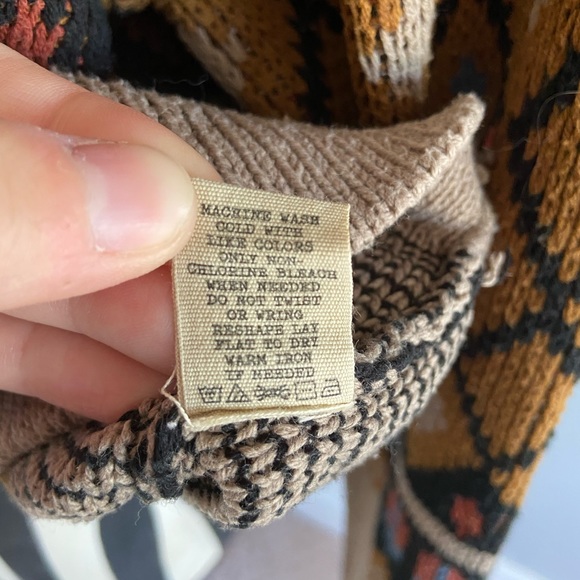 MACHINE WASH
COLD WITH
LIKE COLORS
ONLY NON-
CHLORINE BLEACH
WHEN NEEDED
DO NOT TWIST
OR WRING
RESHAPE LAY
FLAT TO DRY
WARM IRON
IF NEEDED